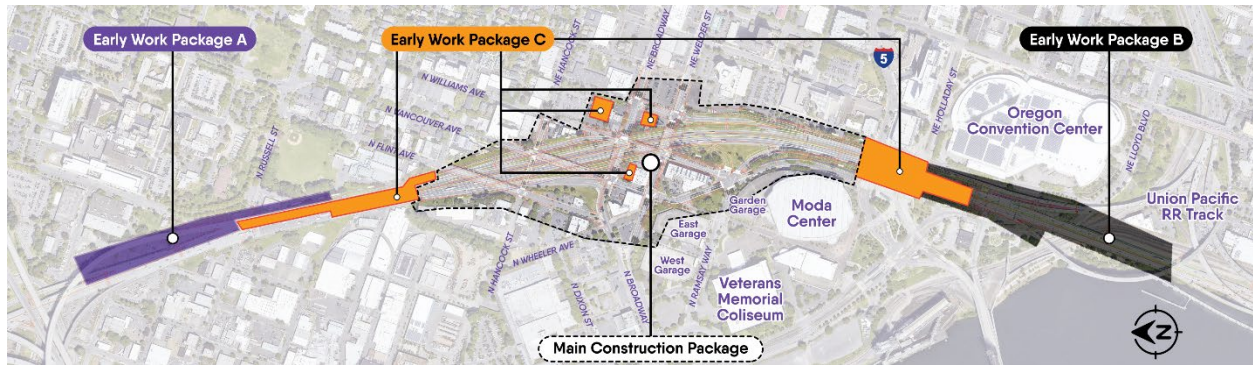 Early Work Package A
Early Work Package C
Early Work Package B
5
NE HANCOCK ST
NE BROADWAY
NE WEIDLER ST
N WILLIAMS AVE
N VANCOUVER AVE
N FLINT AVE
N RUSSELL ST
NE HOLLADAY ST
Oregon
Convention Center
NE LLOYD BLVD
Union Pacific
RR Track
Garden
Garage
Moda
Center
East
Garage
West
Garage
N HANCOCK ST
N WHEELER AVE
N DIXON ST
N BROADWAY
N RAMSAY WAY
Veterans
Memorial
Coliseum
Main Construction Package
Z